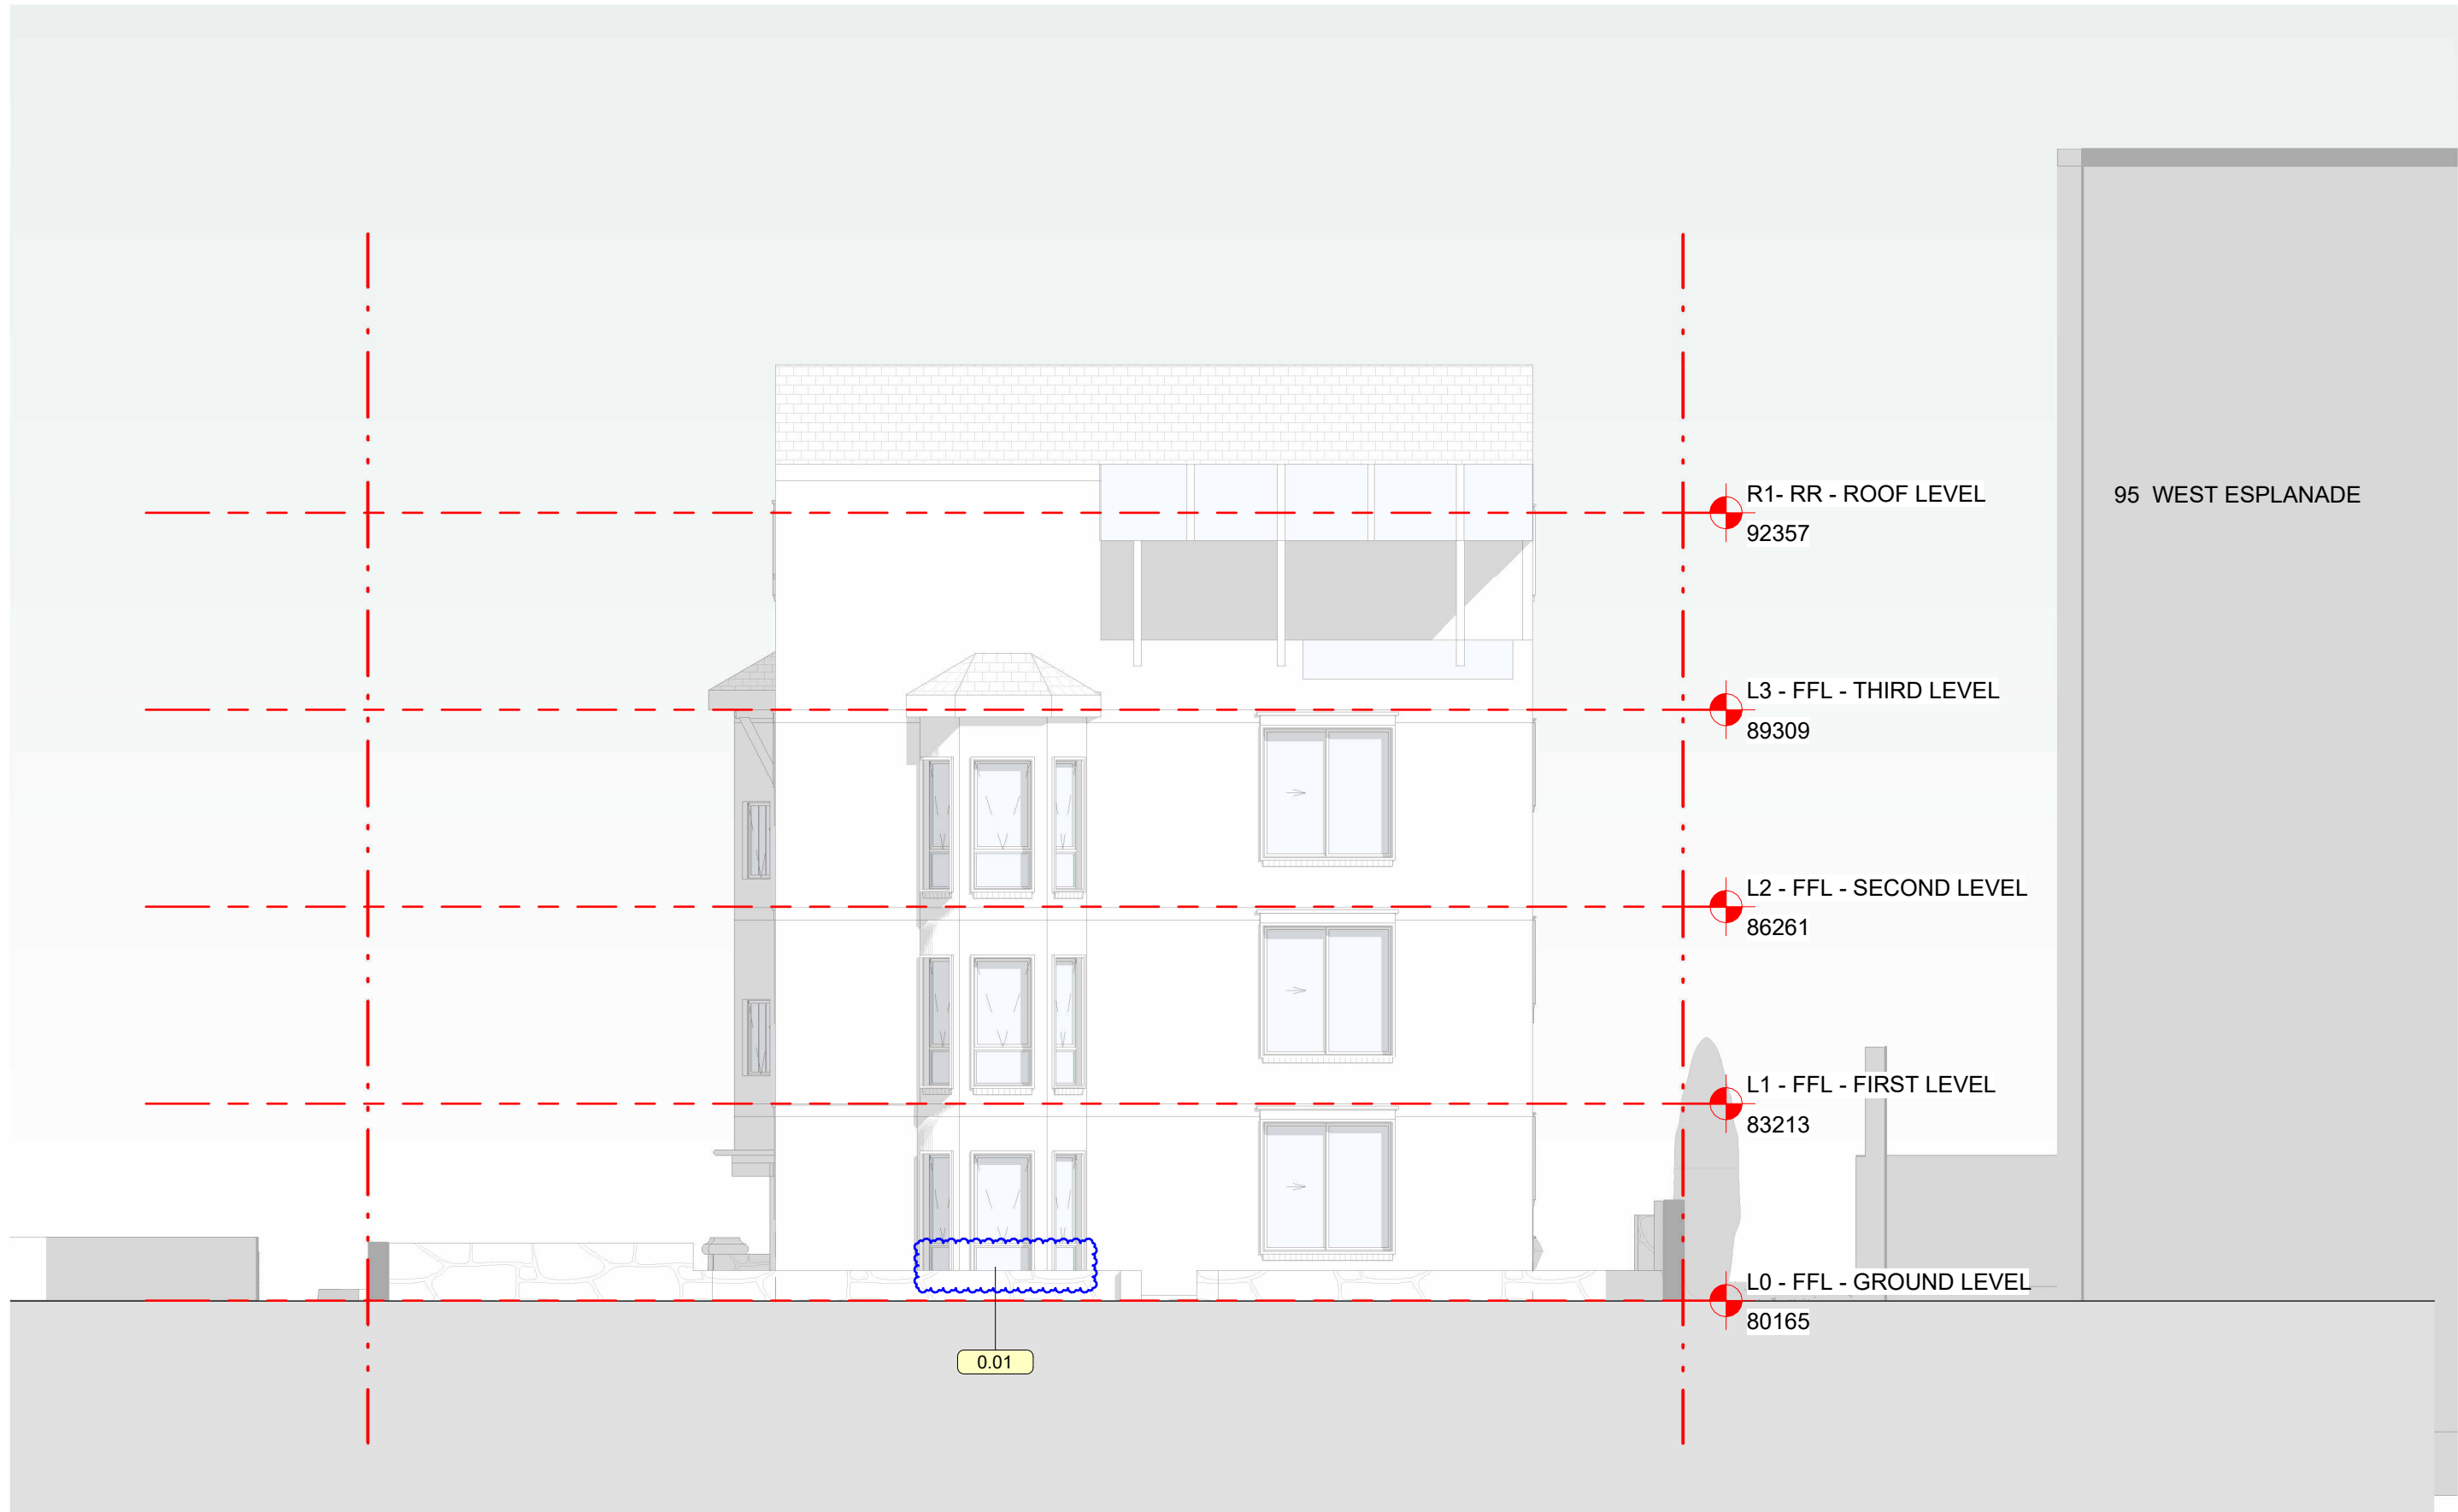 R1- RR - ROOF LEVEL
92357
95  WEST ESPLANADE
L3 - FFL - THIRD LEVEL
89309
L2 - FFL - SECOND LEVEL
86261
L1 - FFL - FIRST LEVEL
83213
L0 - FFL - GROUND LEVEL
80165
0.01